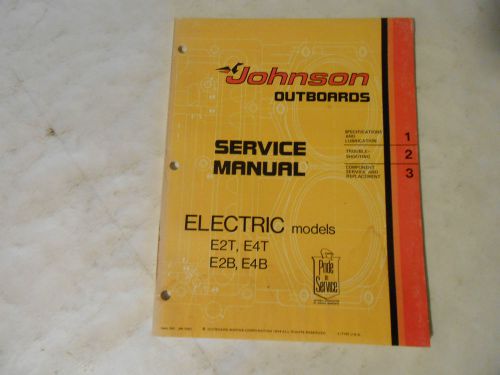 Johnson
OUTBOARDS
SERVICE
MANUAL
SPECIFICATIONS
AND
LUBRICATION
1
TROUBLE-
SHOOTING
2
COMPONENT
SERVICE AND
REPLACEMENT
3
ELECTRIC models
E2T, E4T
E2B, E4B
Pride
in
Service